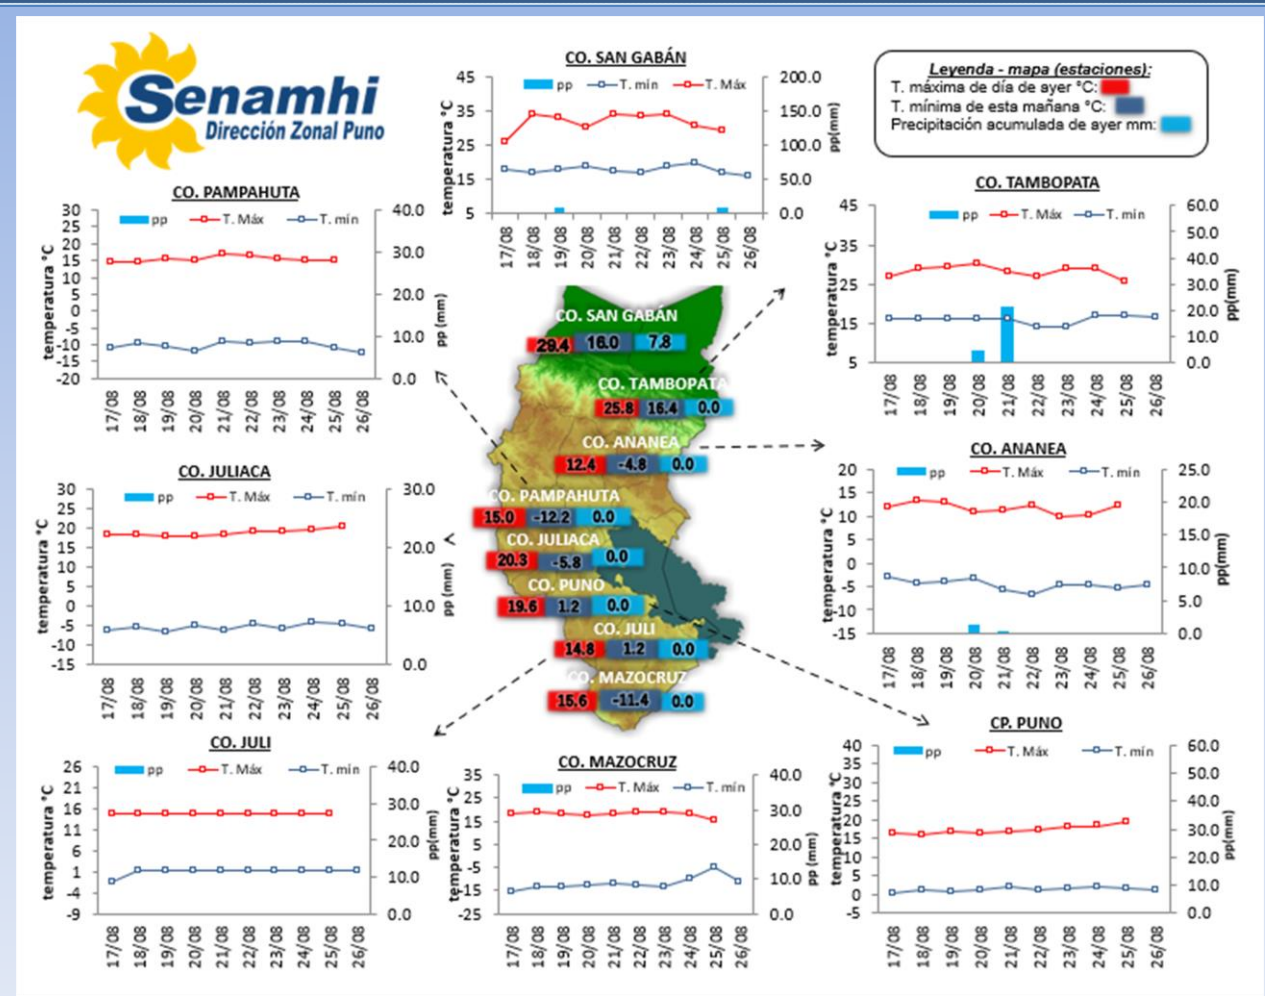 Senamhi
Dirección Zonal Puno
CO. SAN GABÁN
pp T. mín T. Máx
temperatura °C
45
35
25
15
5
200.0
150.0
100.0
50.0
0.0
pp(mm)
17/08 18/08 19/08 20/08 21/08 22/08 23/08 24/08 25/08 26/08
Leyenda - mapa (estaciones):
T. máxima de día de ayer °C:
T. mínima de esta mañana °C:
Precipitación acumulada de ayer mm:
CO. PAMPAHUTA
pp T. Máx T. mín
temperatura °C
30
25
20
15
10
5
0
-5
-10
-15
-20
40.0
30.0
20.0
10.0
0.0
pp (mm)
17/08 18/08 19/08 20/08 21/08 22/08 23/08 24/08 25/08 26/08
CO. TAMBOPATA
pp T. Máx T. mín
temperatura °C
45
35
25
15
5
60.0
50.0
40.0
30.0
20.0
10.0
0.0
pp(mm)
17/08 18/08 19/08 20/08 21/08 22/08 23/08 24/08 25/08 26/08
CO. SAN GABÁN
29.4 16.0 7.8
CO. TAMBOPATA
25.8 16.4 0.0
CO. ANANEA
12.4 -4.8 0.0
CO. PAMPAHUTA
15.0 -12.2 0.0
CO. JULIACA
20.3 -5.8 0.0
CO. PUNO
19.6 1.2 0.0
CO. JULI
14.8 1.2 0.0
CO. MAZOCRUZ
15.6 -11.4 0.0
CO. JULIACA
pp T. Máx T. mín
temperatura °C
30
25
20
15
10
5
0
-5
-10
-15
30.0
20.0
10.0
0.0
pp (mm)
17/08 18/08 19/08 20/08 21/08 22/08 23/08 24/08 25/08 26/08
CO. ANANEA
pp T. Máx T. mín
temperatura °C
20
15
10
5
0
-5
-10
-15
25.0
20.0
15.0
10.0
5.0
0.0
pp(mm)
17/08 18/08 19/08 20/08 21/08 22/08 23/08 24/08 25/08 26/08
CO. JULI
pp T. Máx T. mín
temperatura °C
26
21
16
11
6
1
-4
-9
40.0
30.0
20.0
10.0
0.0
pp(mm)
17/08 18/08 19/08 20/08 21/08 22/08 23/08 24/08 25/08 26/08
CO. MAZOCRUZ
pp T. Máx T. mín
temperatura °C
35
25
15
5
-5
-15
-25
40.0
30.0
20.0
10.0
0.0
pp (mm)
17/08 18/08 19/08 20/08 21/08 22/08 23/08 24/08 25/08 26/08
CP. PUNO
pp T. Máx T. mín
temperatura °C
40
35
30
25
20
15
10
5
0
-5
60.0
50.0
40.0
30.0
20.0
10.0
0.0
pp(mm)
17/08 18/08 19/08 20/08 21/08 22/08 23/08 24/08 25/08 26/08